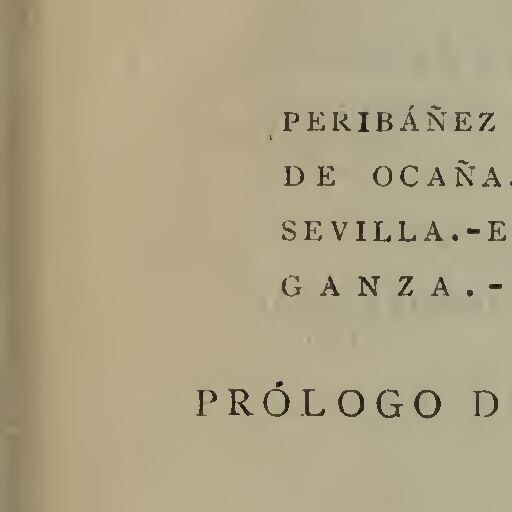 PERIBÁÑEZ
DE OCAÑA.
SEVILLA.-E
GANZA.-
PRÓLOGO D